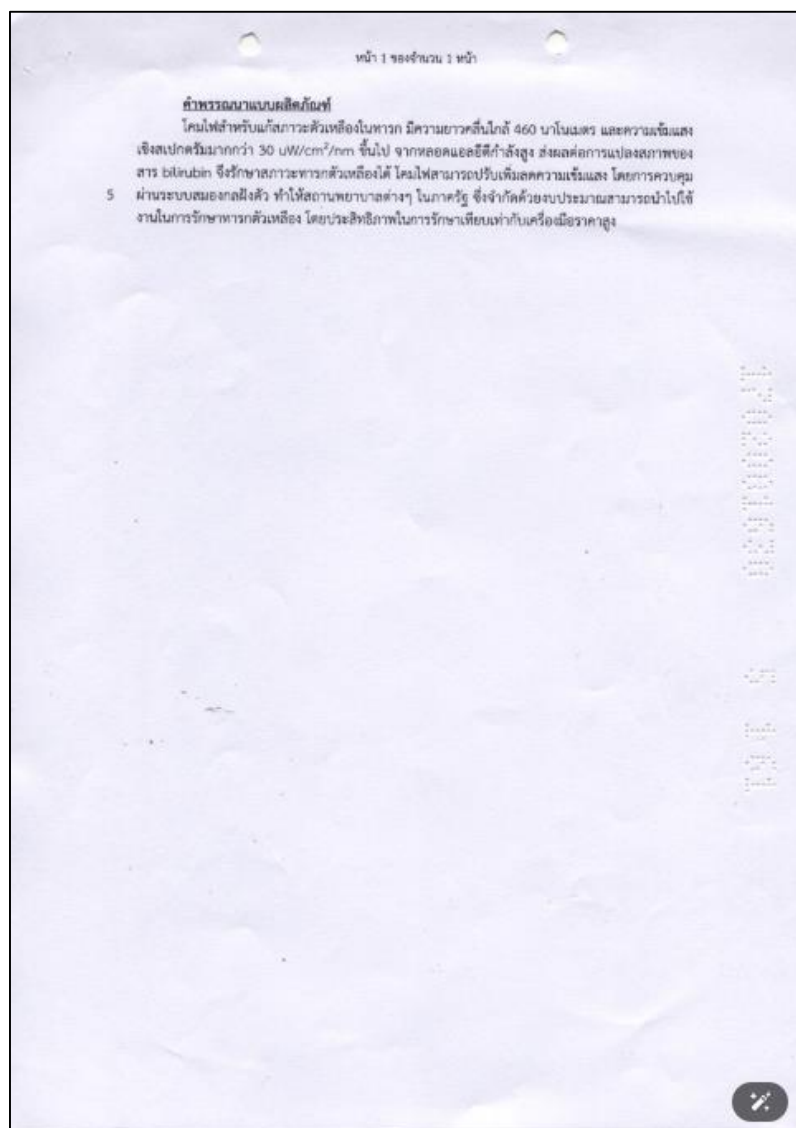 หน้า 1 ของจำนวน 1 หน้า
คำพรรณนาแบบผลิตภัณฑ์
โคมไฟสำหรับแก้สภาวะตัวเหลืองในทารก มีความยาวคลื่นใกล้ 460 นาโนเมตร และความเข้มแสง
เชิงสเปกตรัมมากกว่า 30 uW/cm²/nm ขึ้นไป จากหลอดแอลอีดีกำลังสูง ส่งผลต่อการแปลงสภาพของ
สาร bilirubin จึงรักษาสภาวะทารกตัวเหลืองได้ โคมไฟสามารถปรับเพิ่มลดความเข้มแสง โดยการควบคุม
5 ผ่านระบบสมองกลฝังตัว ทำให้สถานพยาบาลต่างๆ ในภาครัฐ ซึ่งจำกัดด้วยงบประมาณสามารถนำไปใช้
งานในการรักษาทารกตัวเหลือง โดยประสิทธิภาพในการรักษาเทียบเท่ากับเครื่องมือราคาสูง